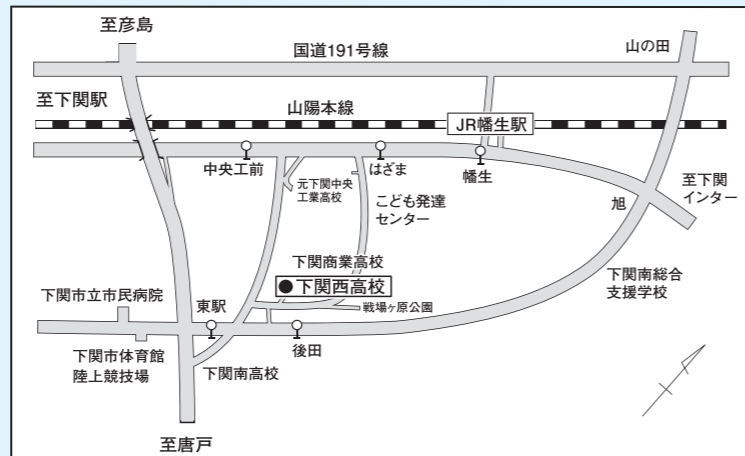 至彦島
国道191号線
山の田
至下関駅
山陽本線
JR幡生駅
中央工前
はざま
幡生
元下関中央
工業高校
こども発達
センター
至下関
インター
旭
下関商業高校
下関西高校
下関南総合
支援学校
下関市立市民病院
東駅
戦場ヶ原公園
後田
下関市体育館
陸上競技場
下関南高校
至唐戸